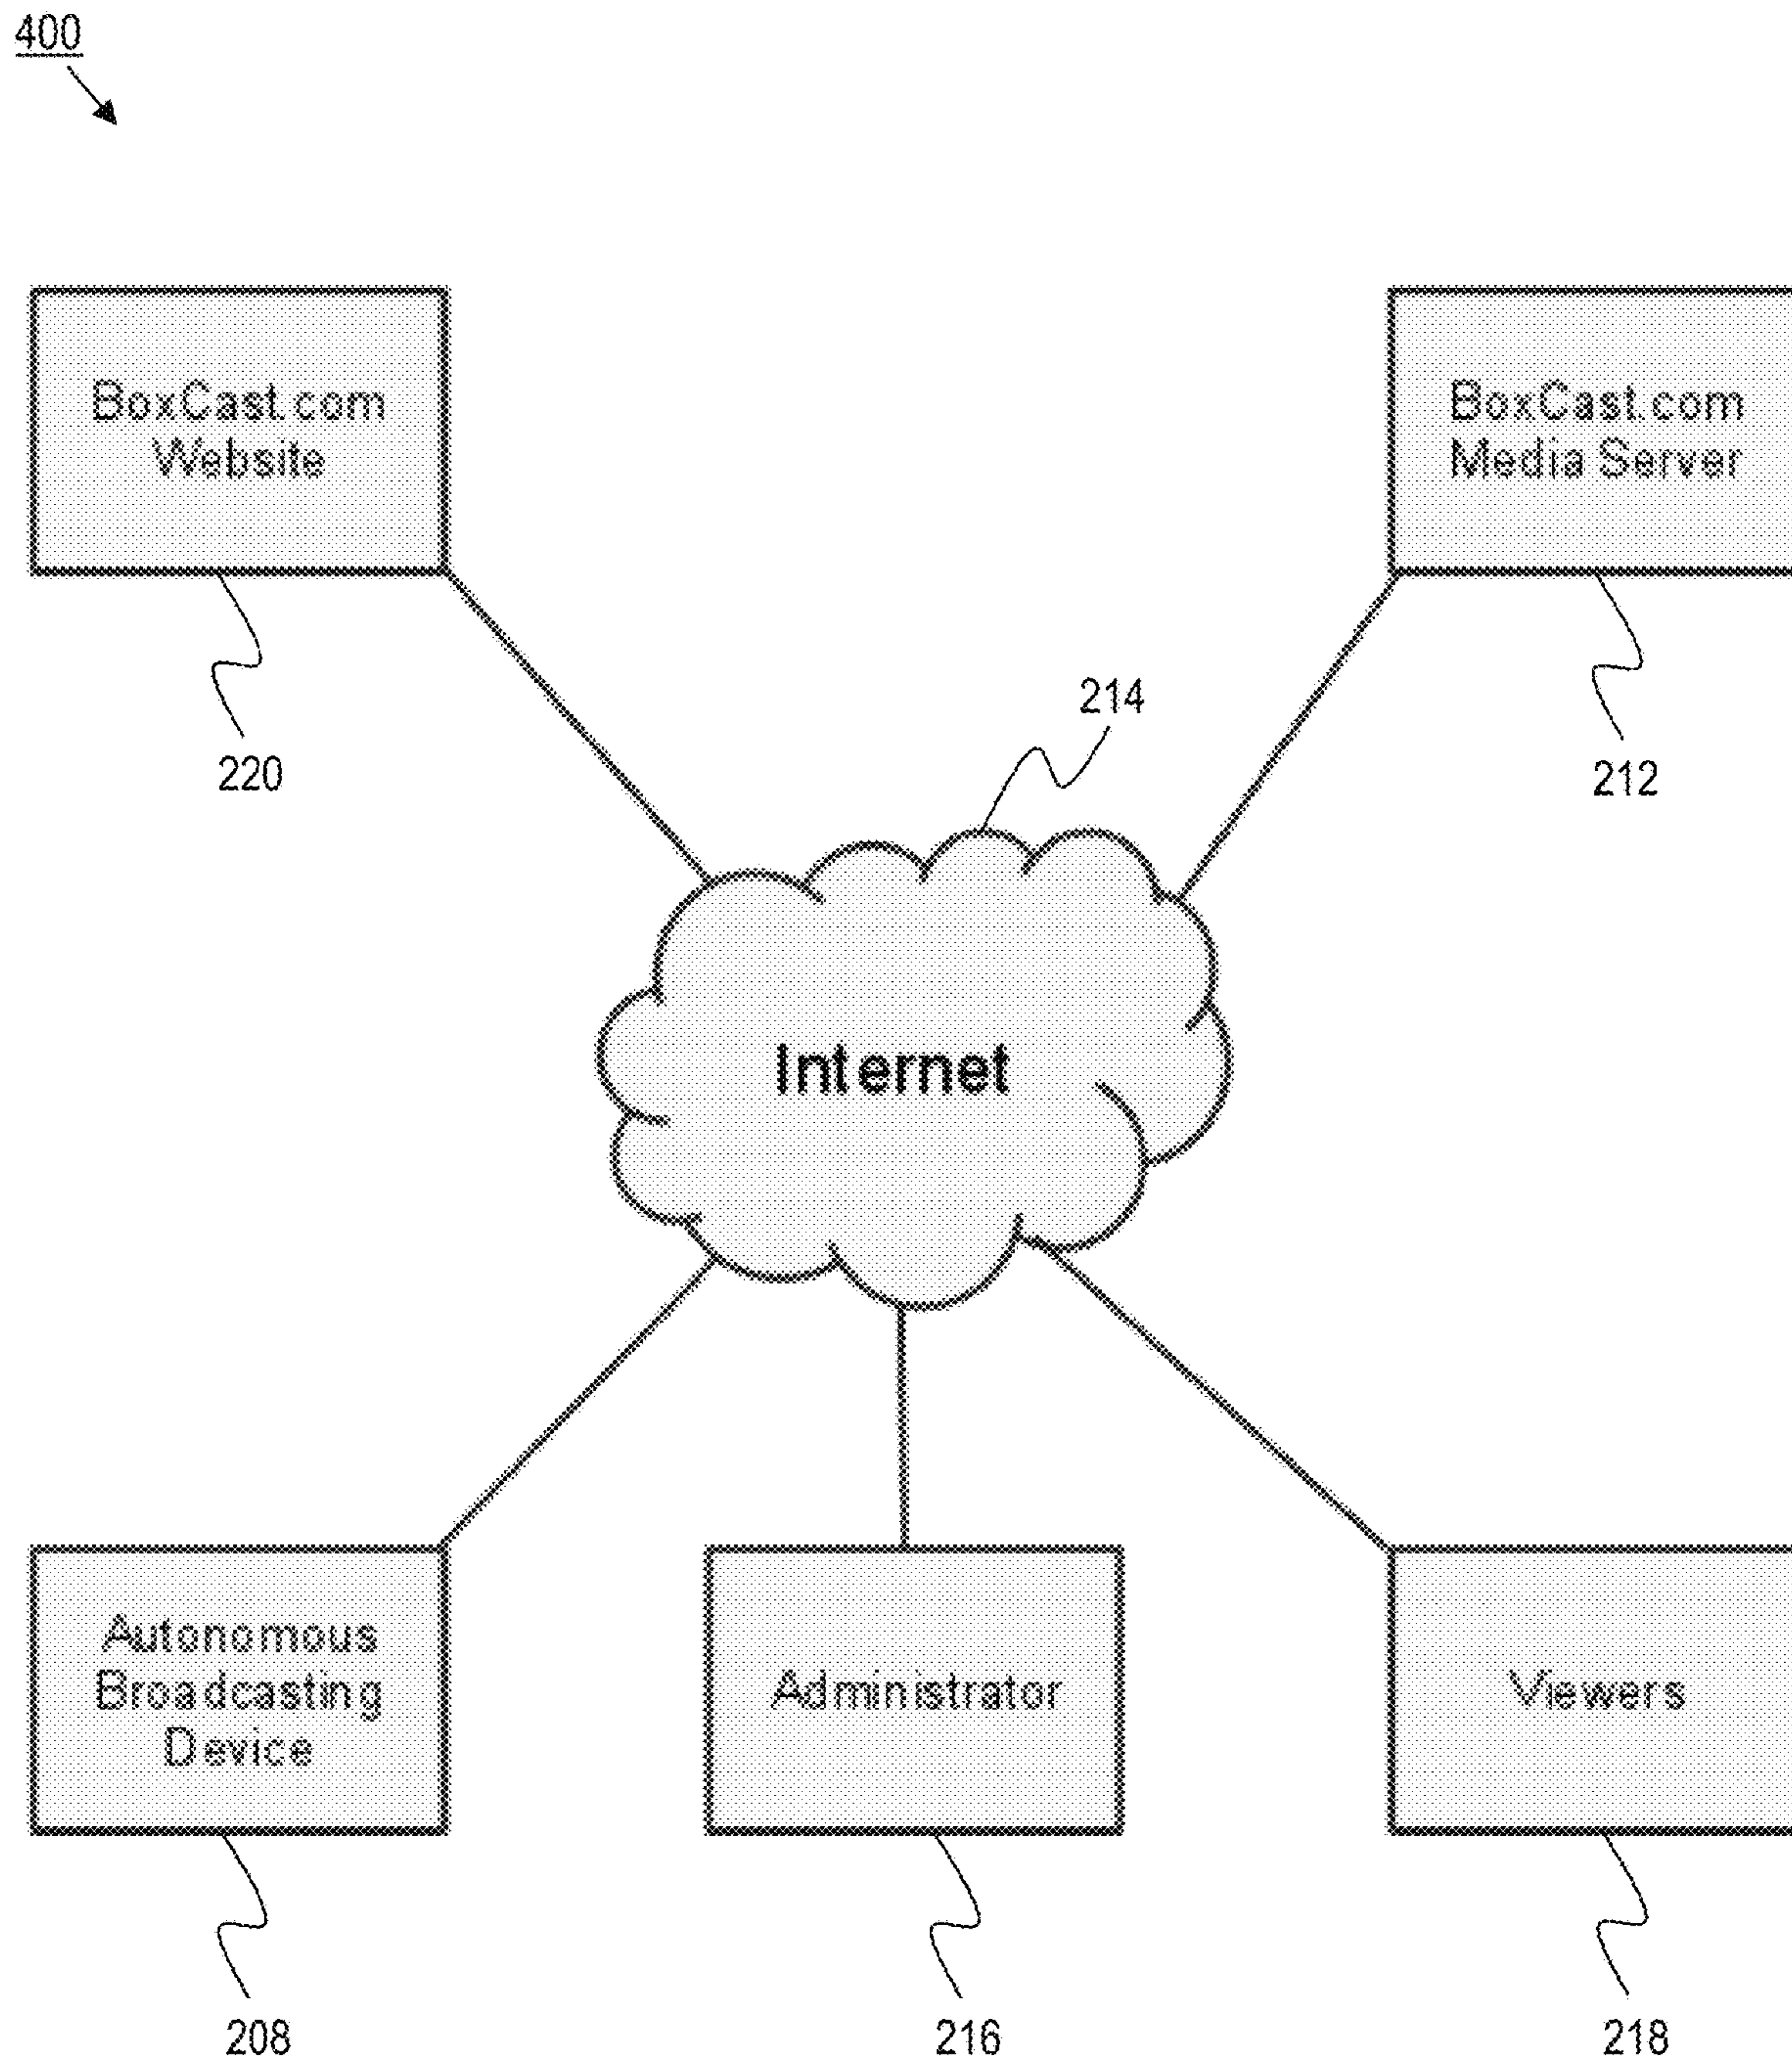 400
BoxCast.com
Website
BoxCast.com
Media Server
214
220
212
Internet
Autonomous
Broadcasting
Device
Administrator
Viewers
208
216
218